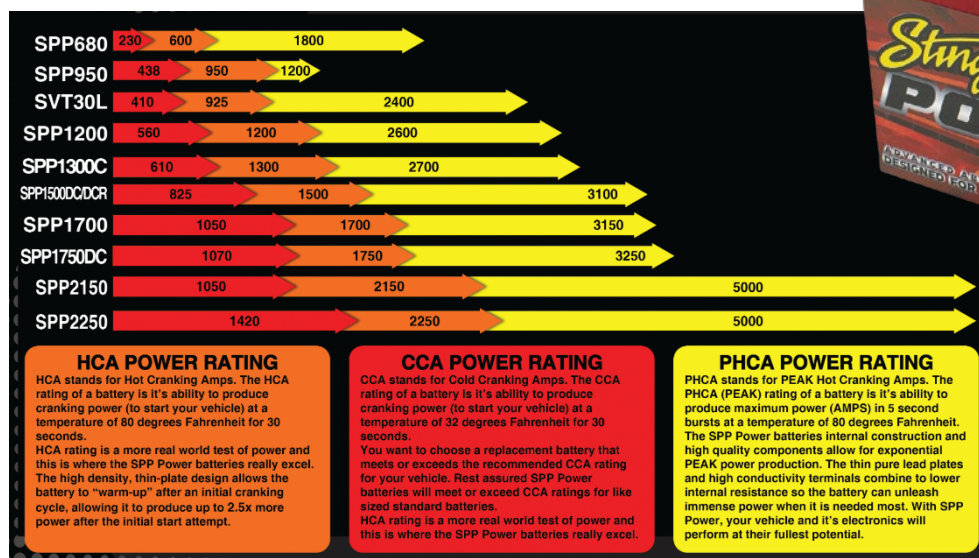 SPP680 230 600 1800
SPP950 438 950 1200
SVT30L 410 925 2400
SPP1200 560 1200 2600
SPP1300C 610 1300 2700
SPP1500DC/DCR 825 1500 3100
SPP1700 1050 1700 3150
SPP1750DC 1070 1750 3250
SPP2150 1050 2150 5000
SPP2250 1420 2250 5000
HCA POWER RATING
HCA stands for Hot Cranking Amps. The HCA
rating of a battery is it's ability to produce
cranking power (to start your vehicle) at a
temperature of 80 degrees Fahrenheit for 30
seconds.
HCA rating is a more real world test of power and
this is where the SPP Power batteries really excel.
The high density, thin-plate design allows the
battery to “warm-up” after an initial cranking
cycle, allowing it to produce up to 2.5x more
power after the initial start attempt.
CCA POWER RATING
CCA stands for Cold Cranking Amps. The CCA
rating of a battery is it's ability to produce
cranking power (to start your vehicle) at a
temperature of 32 degrees Fahrenheit for 30
seconds.
You want to choose a replacement battery that
meets or exceeds the recommended CCA rating
for your vehicle. Rest assured SPP Power
batteries will meet or exceed CCA ratings for like
sized standard batteries.
HCA rating is a more real world test of power and
this is where the SPP Power batteries really excel.
PHCA POWER RATING
PHCA stands for PEAK Hot Cranking Amps. The
PHCA (PEAK) rating of a battery is it's ability to
produce maximum power (AMPS) in 5 second
bursts at a temperature of 80 degrees Fahrenheit.
The SPP Power batteries internal construction and
high quality components allow for exponential
PEAK power production. The thin pure lead plates
and high conductivity terminals combine to lower
internal resistance so the battery can unleash
immense power when it is needed most. With SPP
Power, your vehicle and it's electronics will
perform at their fullest potential.
ADVANCED
DESIGNED FOR